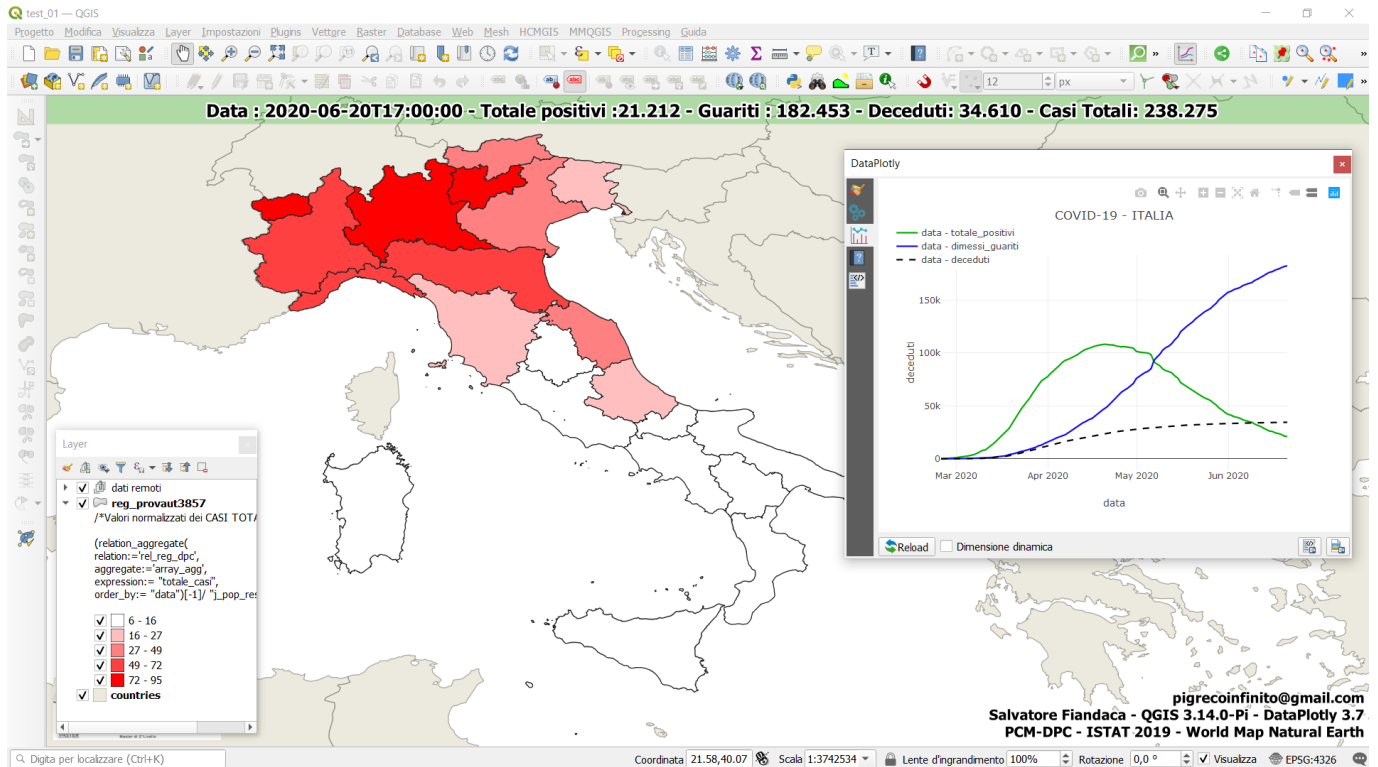 test_01 — QGIS
Progetto Modifica Visualizza Layer Impostazioni Plugins Vettore Raster Database Web Mesh HCMGIS MMQGIS Processing Guida
12 px
Data : 2020-06-20T17:00:00 - Totale positivi :21.212 - Guariti : 182.453 - Deceduti: 34.610 - Casi Totali: 238.275
DataPlotly
COVID-19 - ITALIA
data - totale_positivi
data - dimessi_guariti
data - deceduti
150k
100k
50k
0
deceduti
Mar 2020 Apr 2020 May 2020 Jun 2020
data
Reload Dimensione dinamica
Layer
dati remoti
reg_provaut3857
/*Valori normalizzati dei CASI TOTA
(relation_aggregate(
relation:='rel_reg_dpc',
aggregate:='array_agg',
expression:= "totale_casi",
order_by:= "data")[-1]/ "j_pop_res
6 - 16
16 - 27
27 - 49
49 - 72
72 - 95
countries
pigrecoinfinito@gmail.com
Salvatore Fiandaca - QGIS 3.14.0-Pi - DataPlotly 3.7
PCM-DPC - ISTAT 2019 - World Map Natural Earth
Digita per localizzare (Ctrl+K) Coordinata 21.58,40.07 Scala 1:3742534 Lente d'ingrandimento 100% Rotazione 0,0 ° Visualizza EPSG:4326